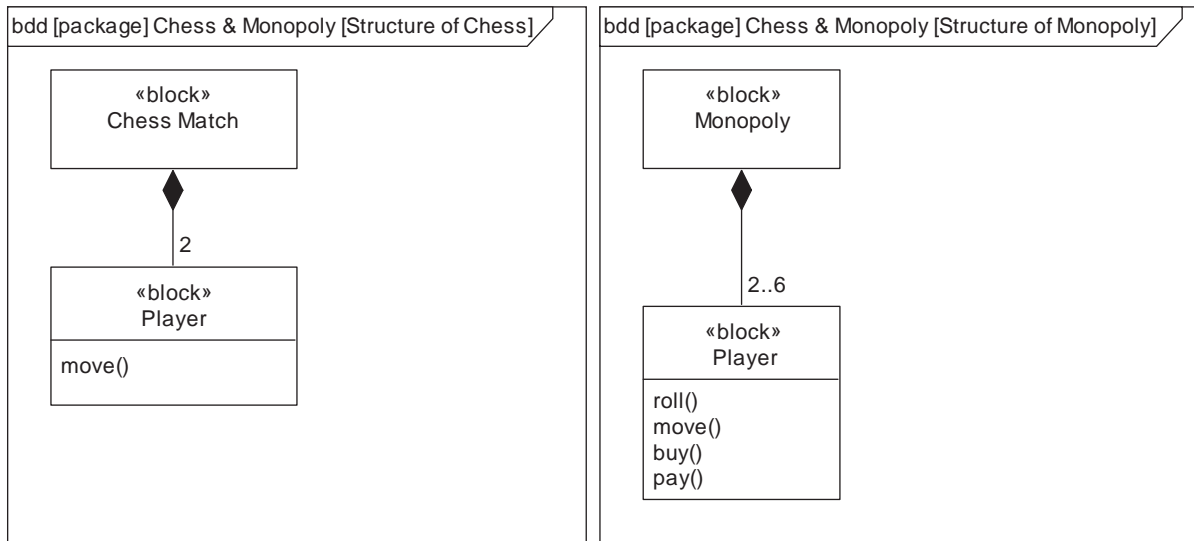 bdd [package] Chess & Monopoly [Structure of Chess]
«block»
Chess Match
2
«block»
Player
move()
bdd [package] Chess & Monopoly [Structure of Monopoly]
«block»
Monopoly
2..6
«block»
Player
roll()
move()
buy()
pay()